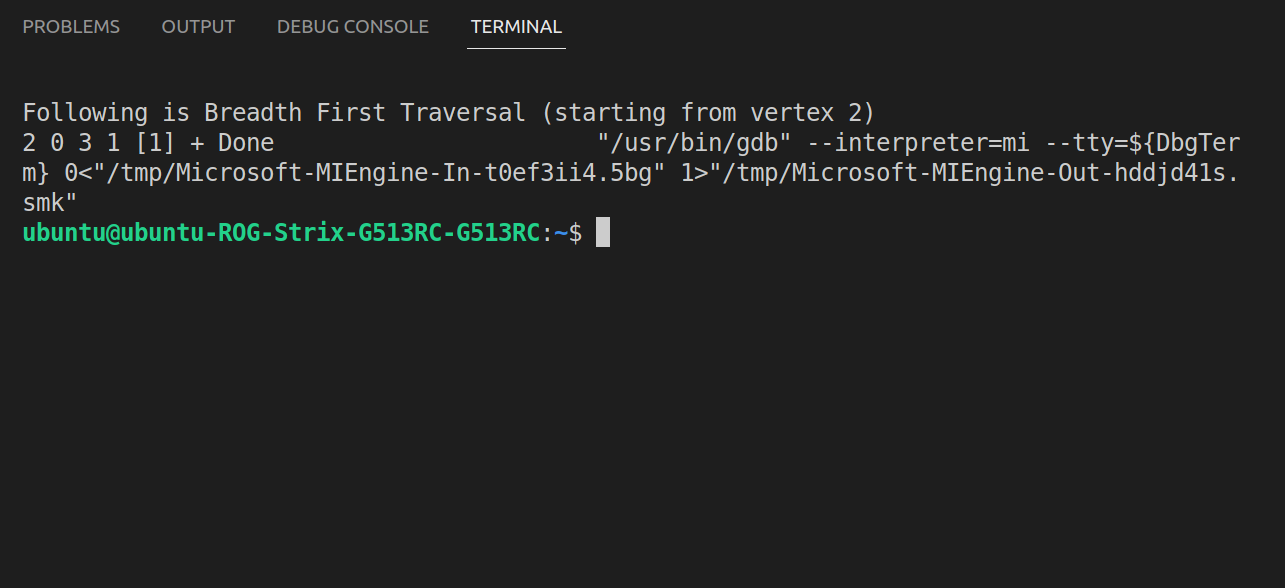 PROBLEMS OUTPUT DEBUG CONSOLE TERMINAL
Following is Breadth First Traversal (starting from vertex 2)
2 0 3 1 [1] + Done                       "/usr/bin/gdb" --interpreter=mi --tty=${DbgTer
m} 0<"/tmp/Microsoft-MIEngine-In-t0ef3ii4.5bg" 1>"/tmp/Microsoft-MIEngine-Out-hddjd41s.
smk"
ubuntu@ubuntu-ROG-Strix-G513RC-G513RC:~$